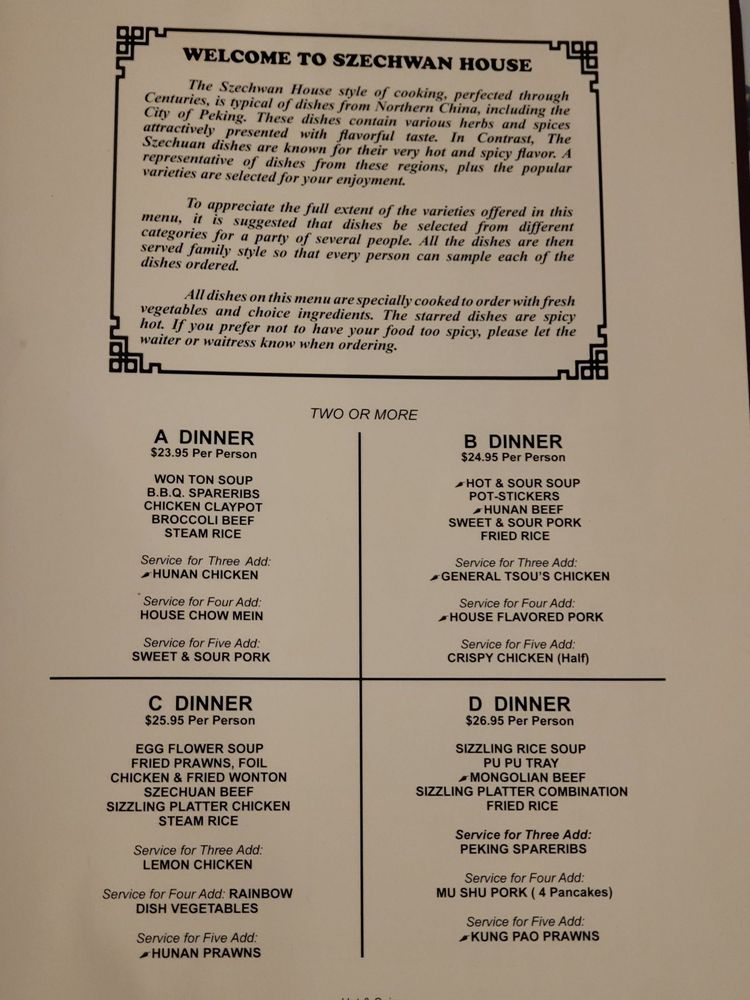 WELCOME TO SZECHWAN HOUSE
The Szechwan House style of cooking, perfected through
Centuries, is typical of dishes from Northern China, including the
City of Peking. These dishes contain various herbs and spices
attractively presented with flavorful taste. In Contrast, The
Szechuan dishes are known for their very hot and spicy flavor. A
representative of dishes from these regions, plus the popular
varieties are selected for your enjoyment.
To appreciate the full extent of the varieties offered in this
menu, it is suggested that dishes be selected from different
categories for a party of several people. All the dishes are then
served family style so that every person can sample each of the
dishes ordered.
All dishes on this menu are specially cooked to order with fresh
vegetables and choice ingredients. The starred dishes are spicy
hot. If you prefer not to have your food too spicy, please let the
waiter or waitress know when ordering.
TWO OR MORE
A DINNER
$23.95 Per Person
WON TON SOUP
B.B.Q. SPARERIBS
CHICKEN CLAYPOT
BROCCOLI BEEF
STEAM RICE
Service for Three Add:
HUNAN CHICKEN
Service for Four Add:
HOUSE CHOW MEIN
Service for Five Add:
SWEET & SOUR PORK
B DINNER
$24.95 Per Person
HOT & SOUR SOUP
POT-STICKERS
HUNAN BEEF
SWEET & SOUR PORK
FRIED RICE
Service for Three Add:
GENERAL TSOU'S CHICKEN
Service for Four Add:
HOUSE FLAVORED PORK
Service for Five Add:
CRISPY CHICKEN (Half)
C DINNER
$25.95 Per Person
EGG FLOWER SOUP
FRIED PRAWNS, FOIL
CHICKEN & FRIED WONTON
SZECHUAN BEEF
SIZZLING PLATTER CHICKEN
STEAM RICE
Service for Three Add:
LEMON CHICKEN
Service for Four Add: RAINBOW
DISH VEGETABLES
Service for Five Add:
HUNAN PRAWNS
D DINNER
$26.95 Per Person
SIZZLING RICE SOUP
PU PU TRAY
MONGOLIAN BEEF
SIZZLING PLATTER COMBINATION
FRIED RICE
Service for Three Add:
PEKING SPARERIBS
Service for Four Add:
MU SHU PORK ( 4 Pancakes)
Service for Five Add:
KUNG PAO PRAWNS